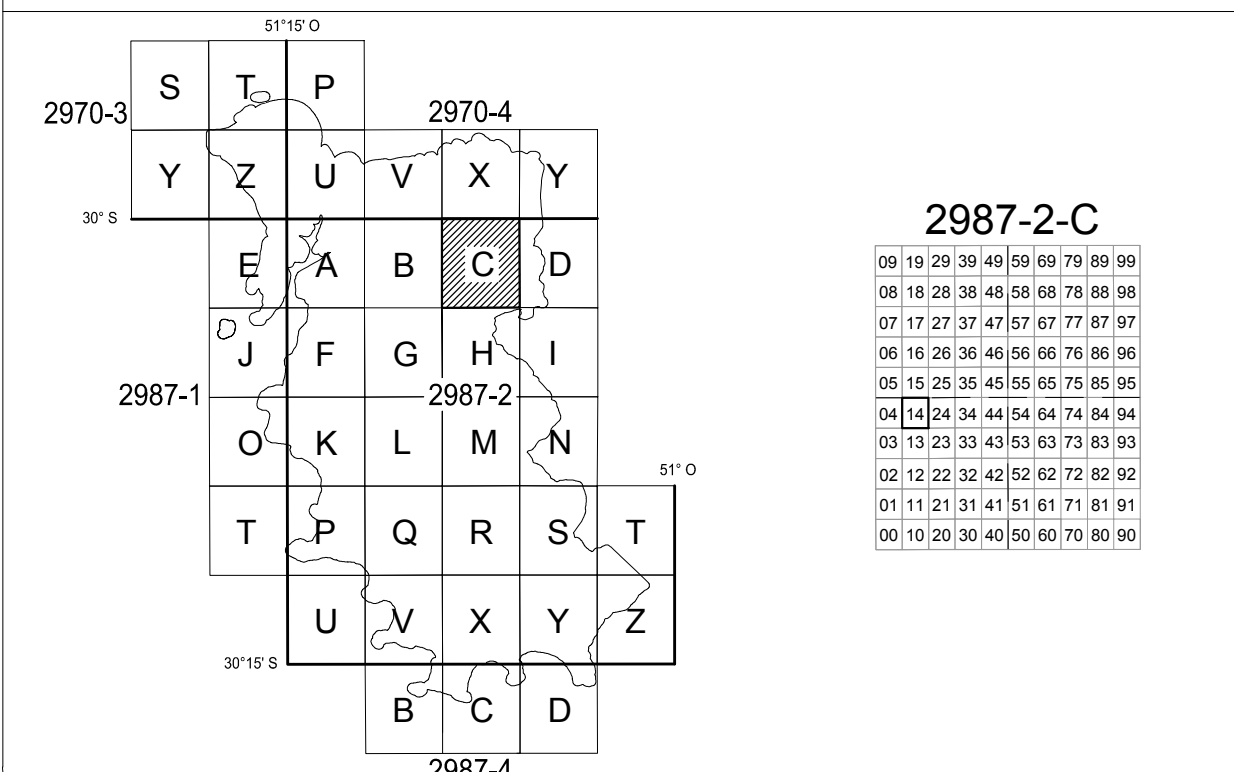 51°15' O
S T P
2970-3 2970-4
Y Z U V X Y
30° S
E A B C D
J F G H I
2987-1 2987-2
O K L M N
51° O
T P Q R S T
U V X Y Z
30°15' S
B C D
2987-4
2987-2-C
09 19 29 39 49 59 69 79 89 99
08 18 28 38 48 58 68 78 88 98
07 17 27 37 47 57 67 77 87 97
06 16 26 36 46 56 66 76 86 96
05 15 25 35 45 55 65 75 85 95
04 14 24 34 44 54 64 74 84 94
03 13 23 33 43 53 63 73 83 93
02 12 22 32 42 52 62 72 82 92
01 11 21 31 41 51 61 71 81 91
00 10 20 30 40 50 60 70 80 90